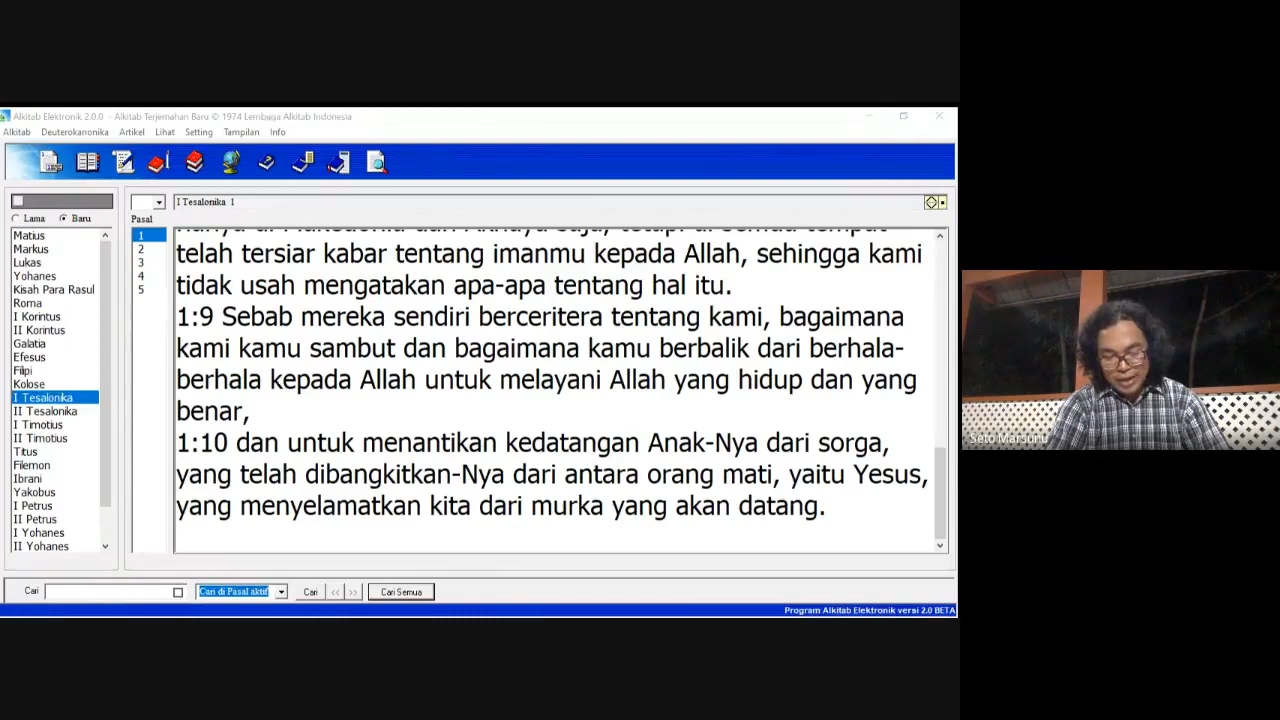 Alkitab Elektronik 2.0.0 - Alkitab Terjemahan Baru © 1974 Lembaga Alkitab Indonesia
Alkitab Deuterokanonika Artikel Lihat Setting Tampilan Info
Lama Baru
Matius
Markus
Lukas
Yohanes
Kisah Para Rasul
Roma
I Korintus
II Korintus
Galatia
Efesus
Filipi
Kolose
I Tesalonika
II Tesalonika
I Timotius
II Timotius
Titus
Filemon
Ibrani
Yakobus
I Petrus
II Petrus
I Yohanes
II Yohanes
Pasal
1
2
3
4
5
I Tesalonika 1
telah tersiar kabar tentang imanmu kepada Allah, sehingga kami
tidak usah mengatakan apa-apa tentang hal itu.
1:9 Sebab mereka sendiri berceritera tentang kami, bagaimana
kami kamu sambut dan bagaimana kamu berbalik dari berhala-
berhala kepada Allah untuk melayani Allah yang hidup dan yang
benar,
1:10 dan untuk menantikan kedatangan Anak-Nya dari sorga,
yang telah dibangkitkan-Nya dari antara orang mati, yaitu Yesus,
yang menyelamatkan kita dari murka yang akan datang.
Cari Cari di Pasal aktif Cari << >> Cari Semua
Program Alkitab Elektronik versi 2.0 BETA
Seto Marsunu